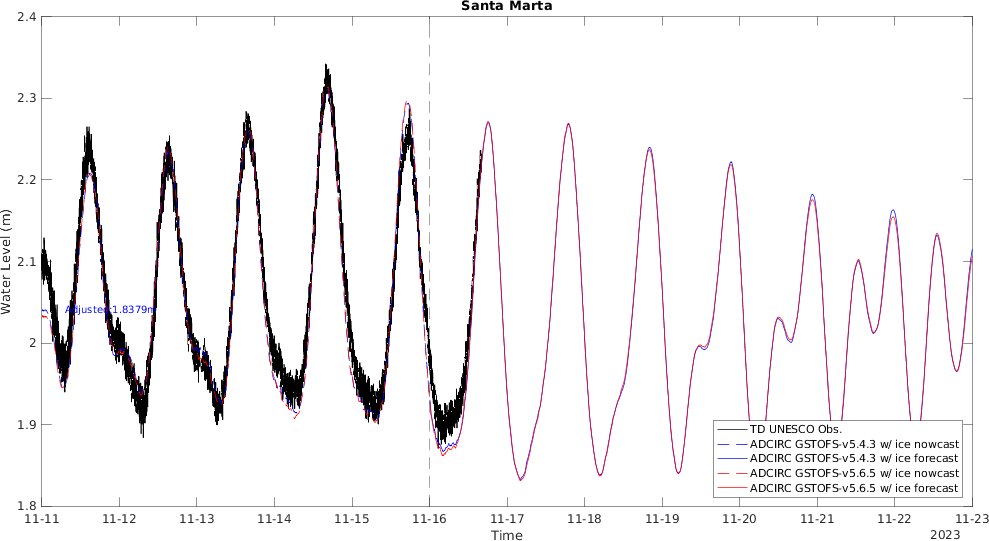 Santa Marta
2.4
2.3
2.2
2.1
2
1.9
1.8
Water Level (m)
Adjusted:1.8379m
TD UNESCO Obs.
ADCIRC GSTOFS-v5.4.3 w/ ice nowcast
ADCIRC GSTOFS-v5.4.3 w/ ice forecast
ADCIRC GSTOFS-v5.6.5 w/ ice nowcast
ADCIRC GSTOFS-v5.6.5 w/ ice forecast
11-11 11-12 11-13 11-14 11-15 11-16 11-17 11-18 11-19 11-20 11-21 11-22 11-23
Time
2023